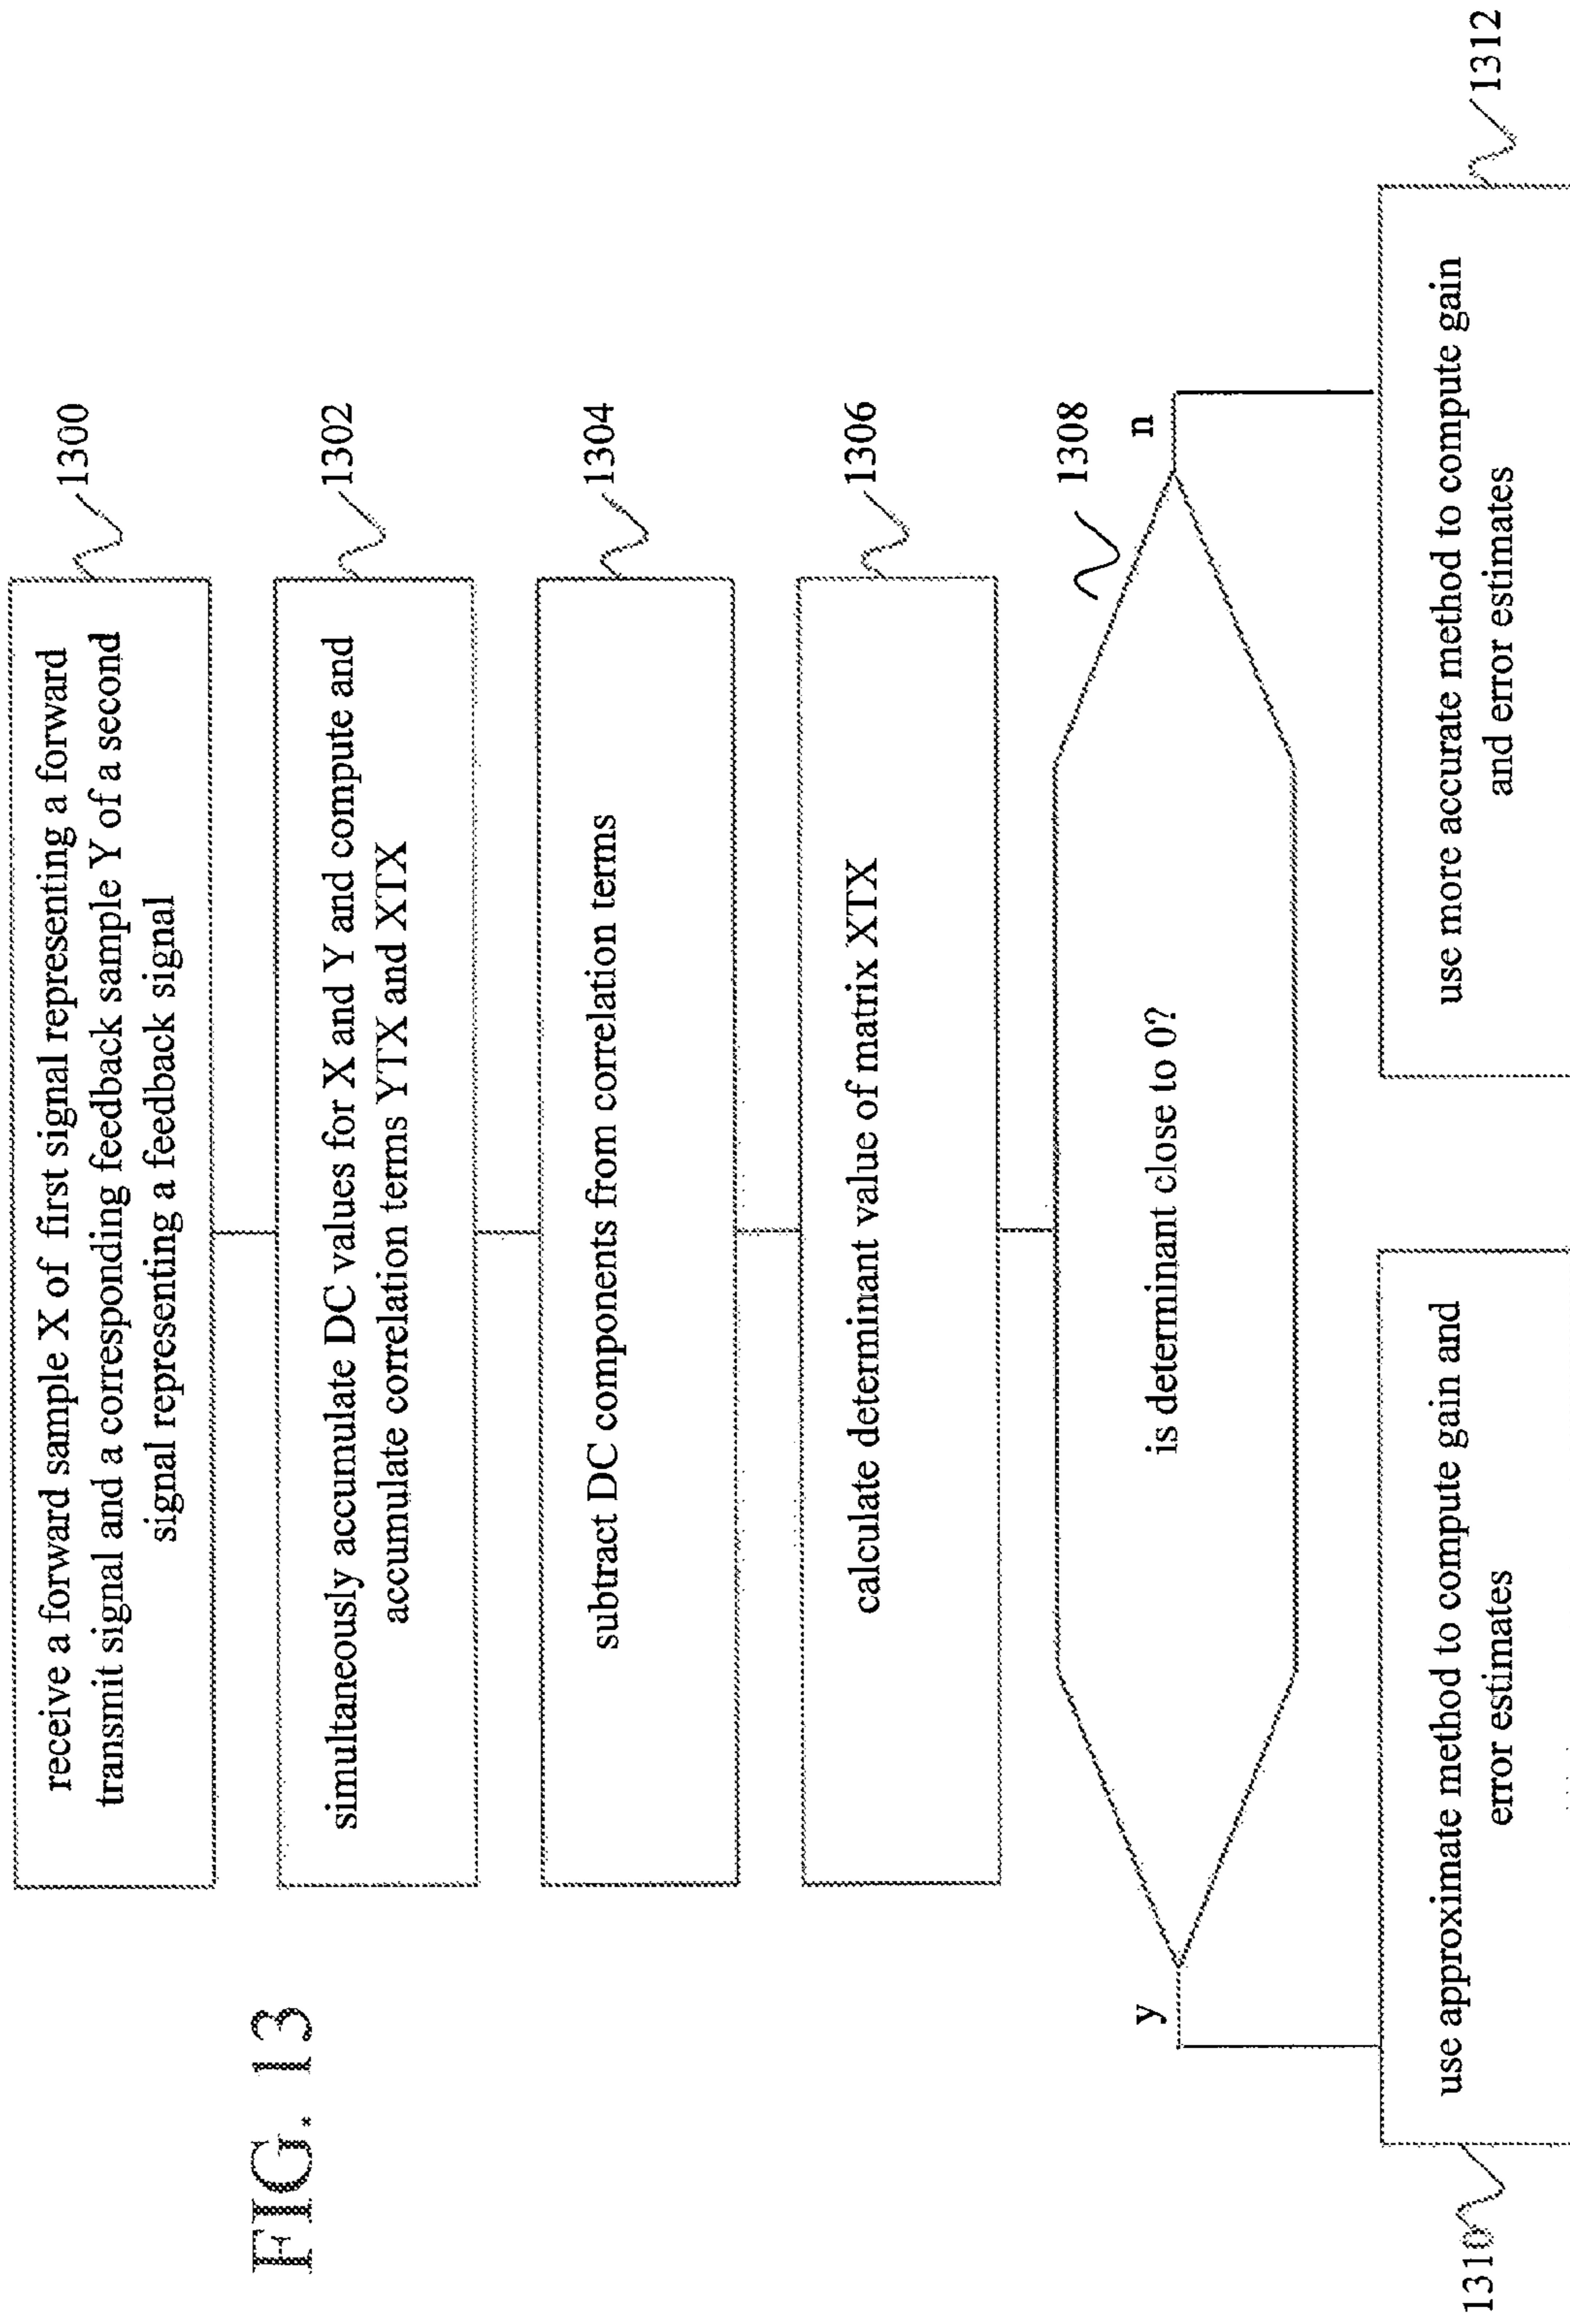 FIG. 13
receive a forward sample X of first signal representing a forward
transmit signal and a corresponding feedback sample Y of a second
signal representing a feedback signal
1300
simultaneously accumulate DC values for X and Y and compute and
accumulate correlation terms YTX and XTX
1302
subtract DC components from correlation terms
1304
calculate determinant value of matrix XTX
1306
is determinant close to 0?
1308
y
n
use approximate method to compute gain and
error estimates
1310
use more accurate method to compute gain
and error estimates
1312